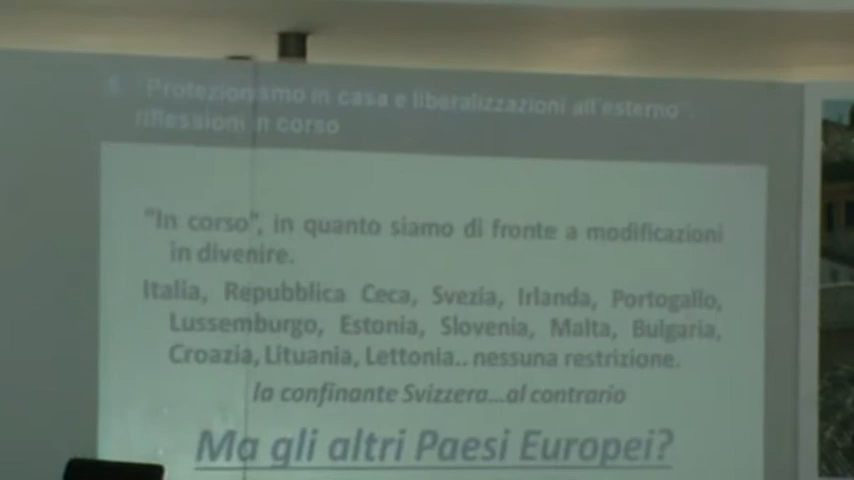 Protezionismo in casa e liberalizzazioni all'esterno":
riflessioni in corso
"In corso", in quanto siamo di fronte a modificazioni
in divenire.
Italia, Repubblica Ceca, Svezia, Irlanda, Portogallo,
Lussemburgo, Estonia, Slovenia, Malta, Bulgaria,
Croazia, Lituania, Lettonia.. nessuna restrizione.
la confinante Svizzera...al contrario
Ma gli altri Paesi Europei?